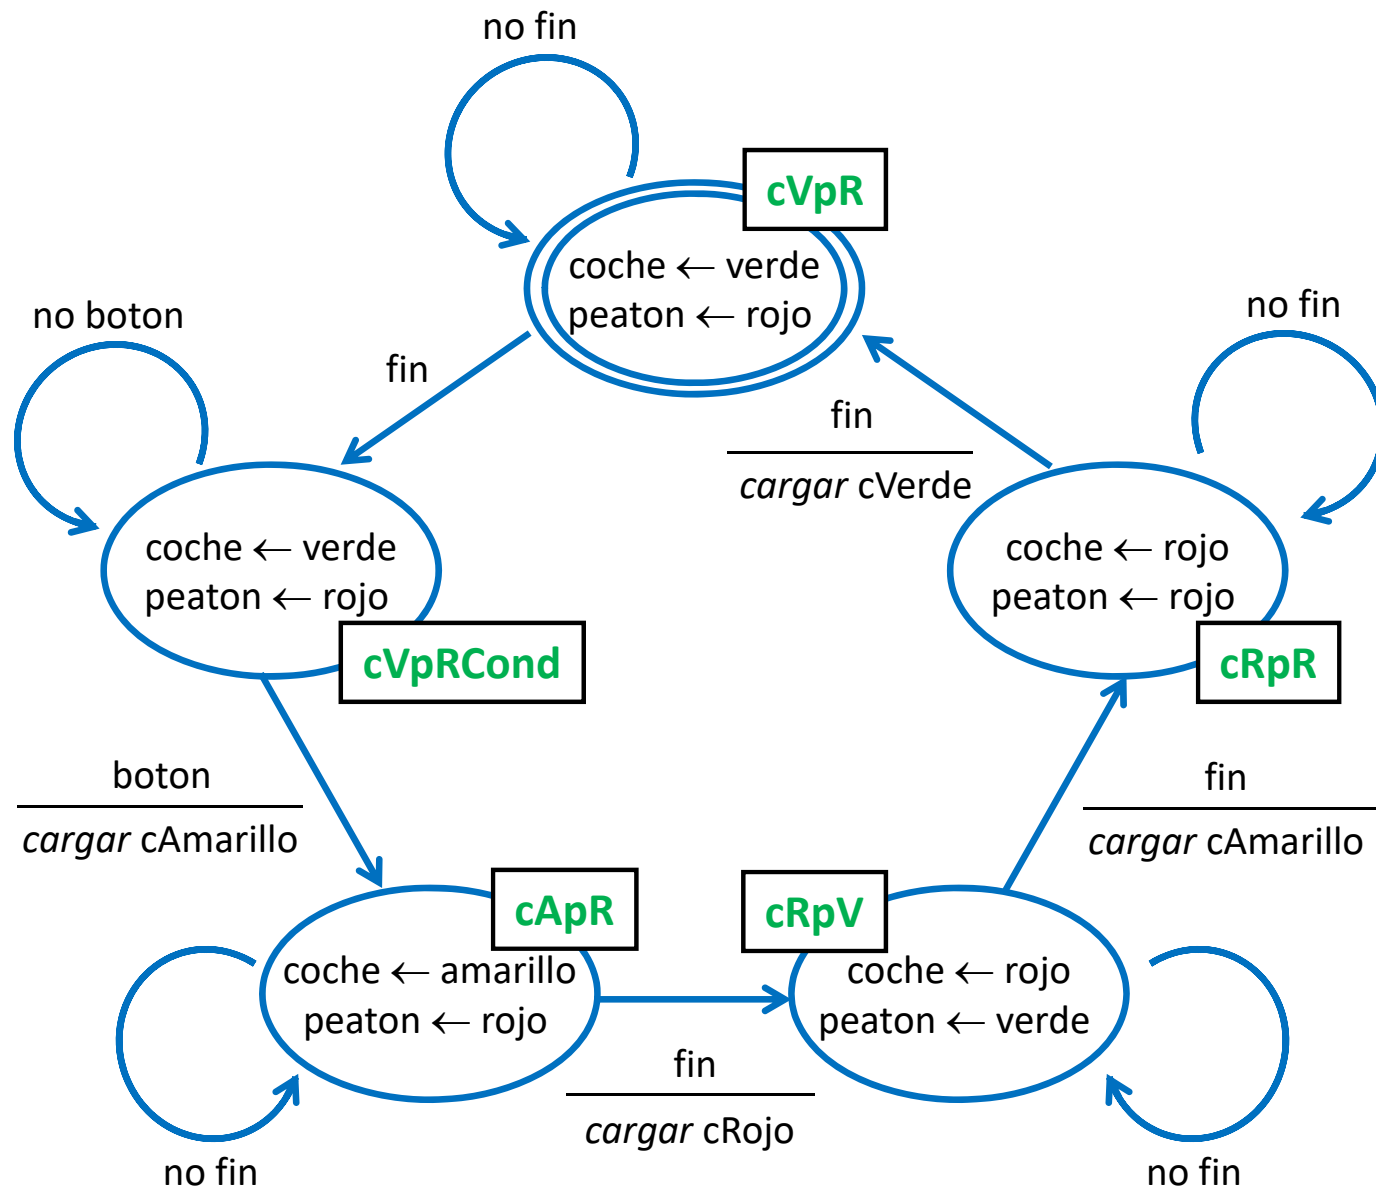 no fin
cVpR
coche ← verde
peaton ← rojo
no boton
fin
no fin
fin
cargar cVerde
coche ← verde
peaton ← rojo
cVpRCond
coche ← rojo
peaton ← rojo
cRpR
boton
cargar cAmarillo
fin
cargar cAmarillo
cApR
coche ← amarillo
peaton ← rojo
cRpV
coche ← rojo
peaton ← verde
fin
cargar cRojo
no fin
no fin